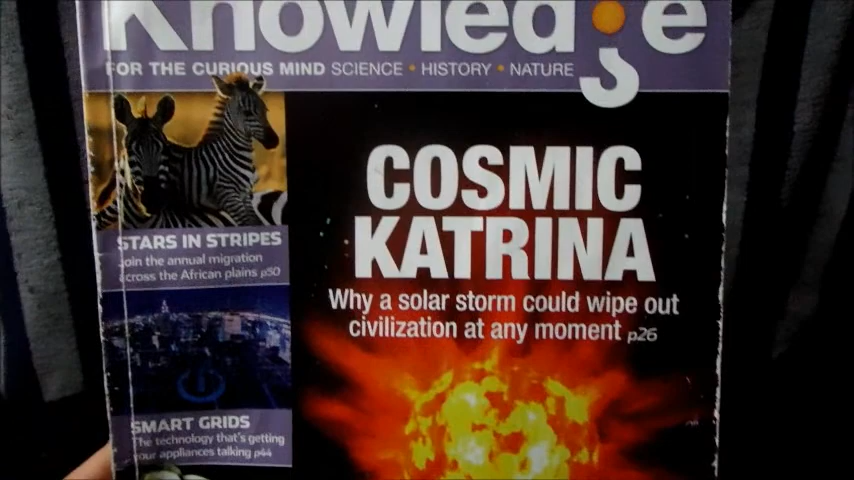 Knowledge
FOR THE CURIOUS MIND SCIENCE • HISTORY • NATURE
COSMIC
KATRINA
Why a solar storm could wipe out
civilization at any moment p26
STARS IN STRIPES
Join the annual migration
across the African plains p50
SMART GRIDS
The technology that's getting
your appliances talking p44